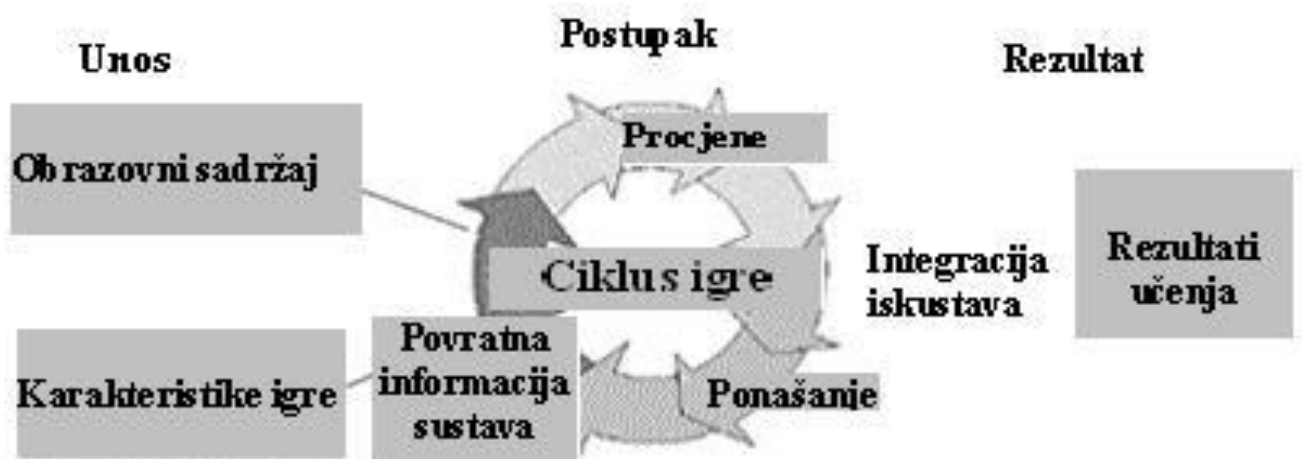 Unos
Postupak
Rezultat
Obrazovni sadržaj
Procjene
Ciklus igre
Integracija
iskustava
Rezultati
učenja
Karakteristike igre
Povratna
informacija
sustava
Ponašanje